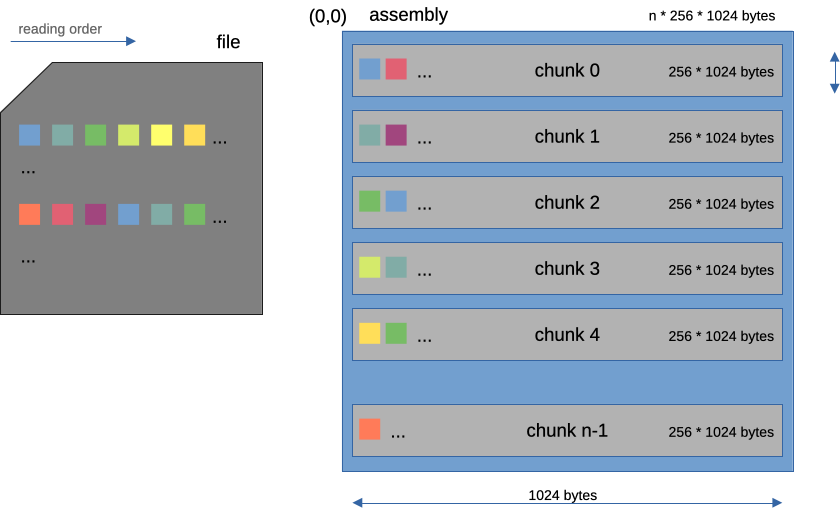 (0,0) assembly n * 256 * 1024 bytes
reading order
file
... chunk 0 256 * 1024 bytes
... chunk 1 256 * 1024 bytes
...
...
... chunk 2 256 * 1024 bytes
...
...
... chunk 3 256 * 1024 bytes
... chunk 4 256 * 1024 bytes
... chunk n-1 256 * 1024 bytes
1024 bytes